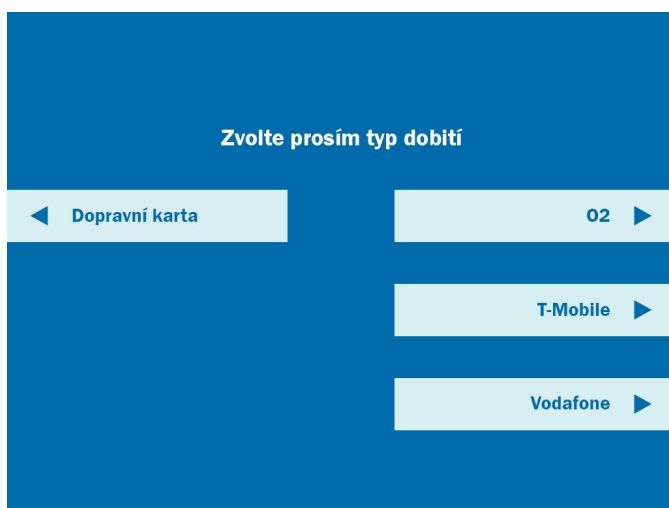 Zvolte prosím typ dobití
Dopravní karta
O2
T-Mobile
Vodafone